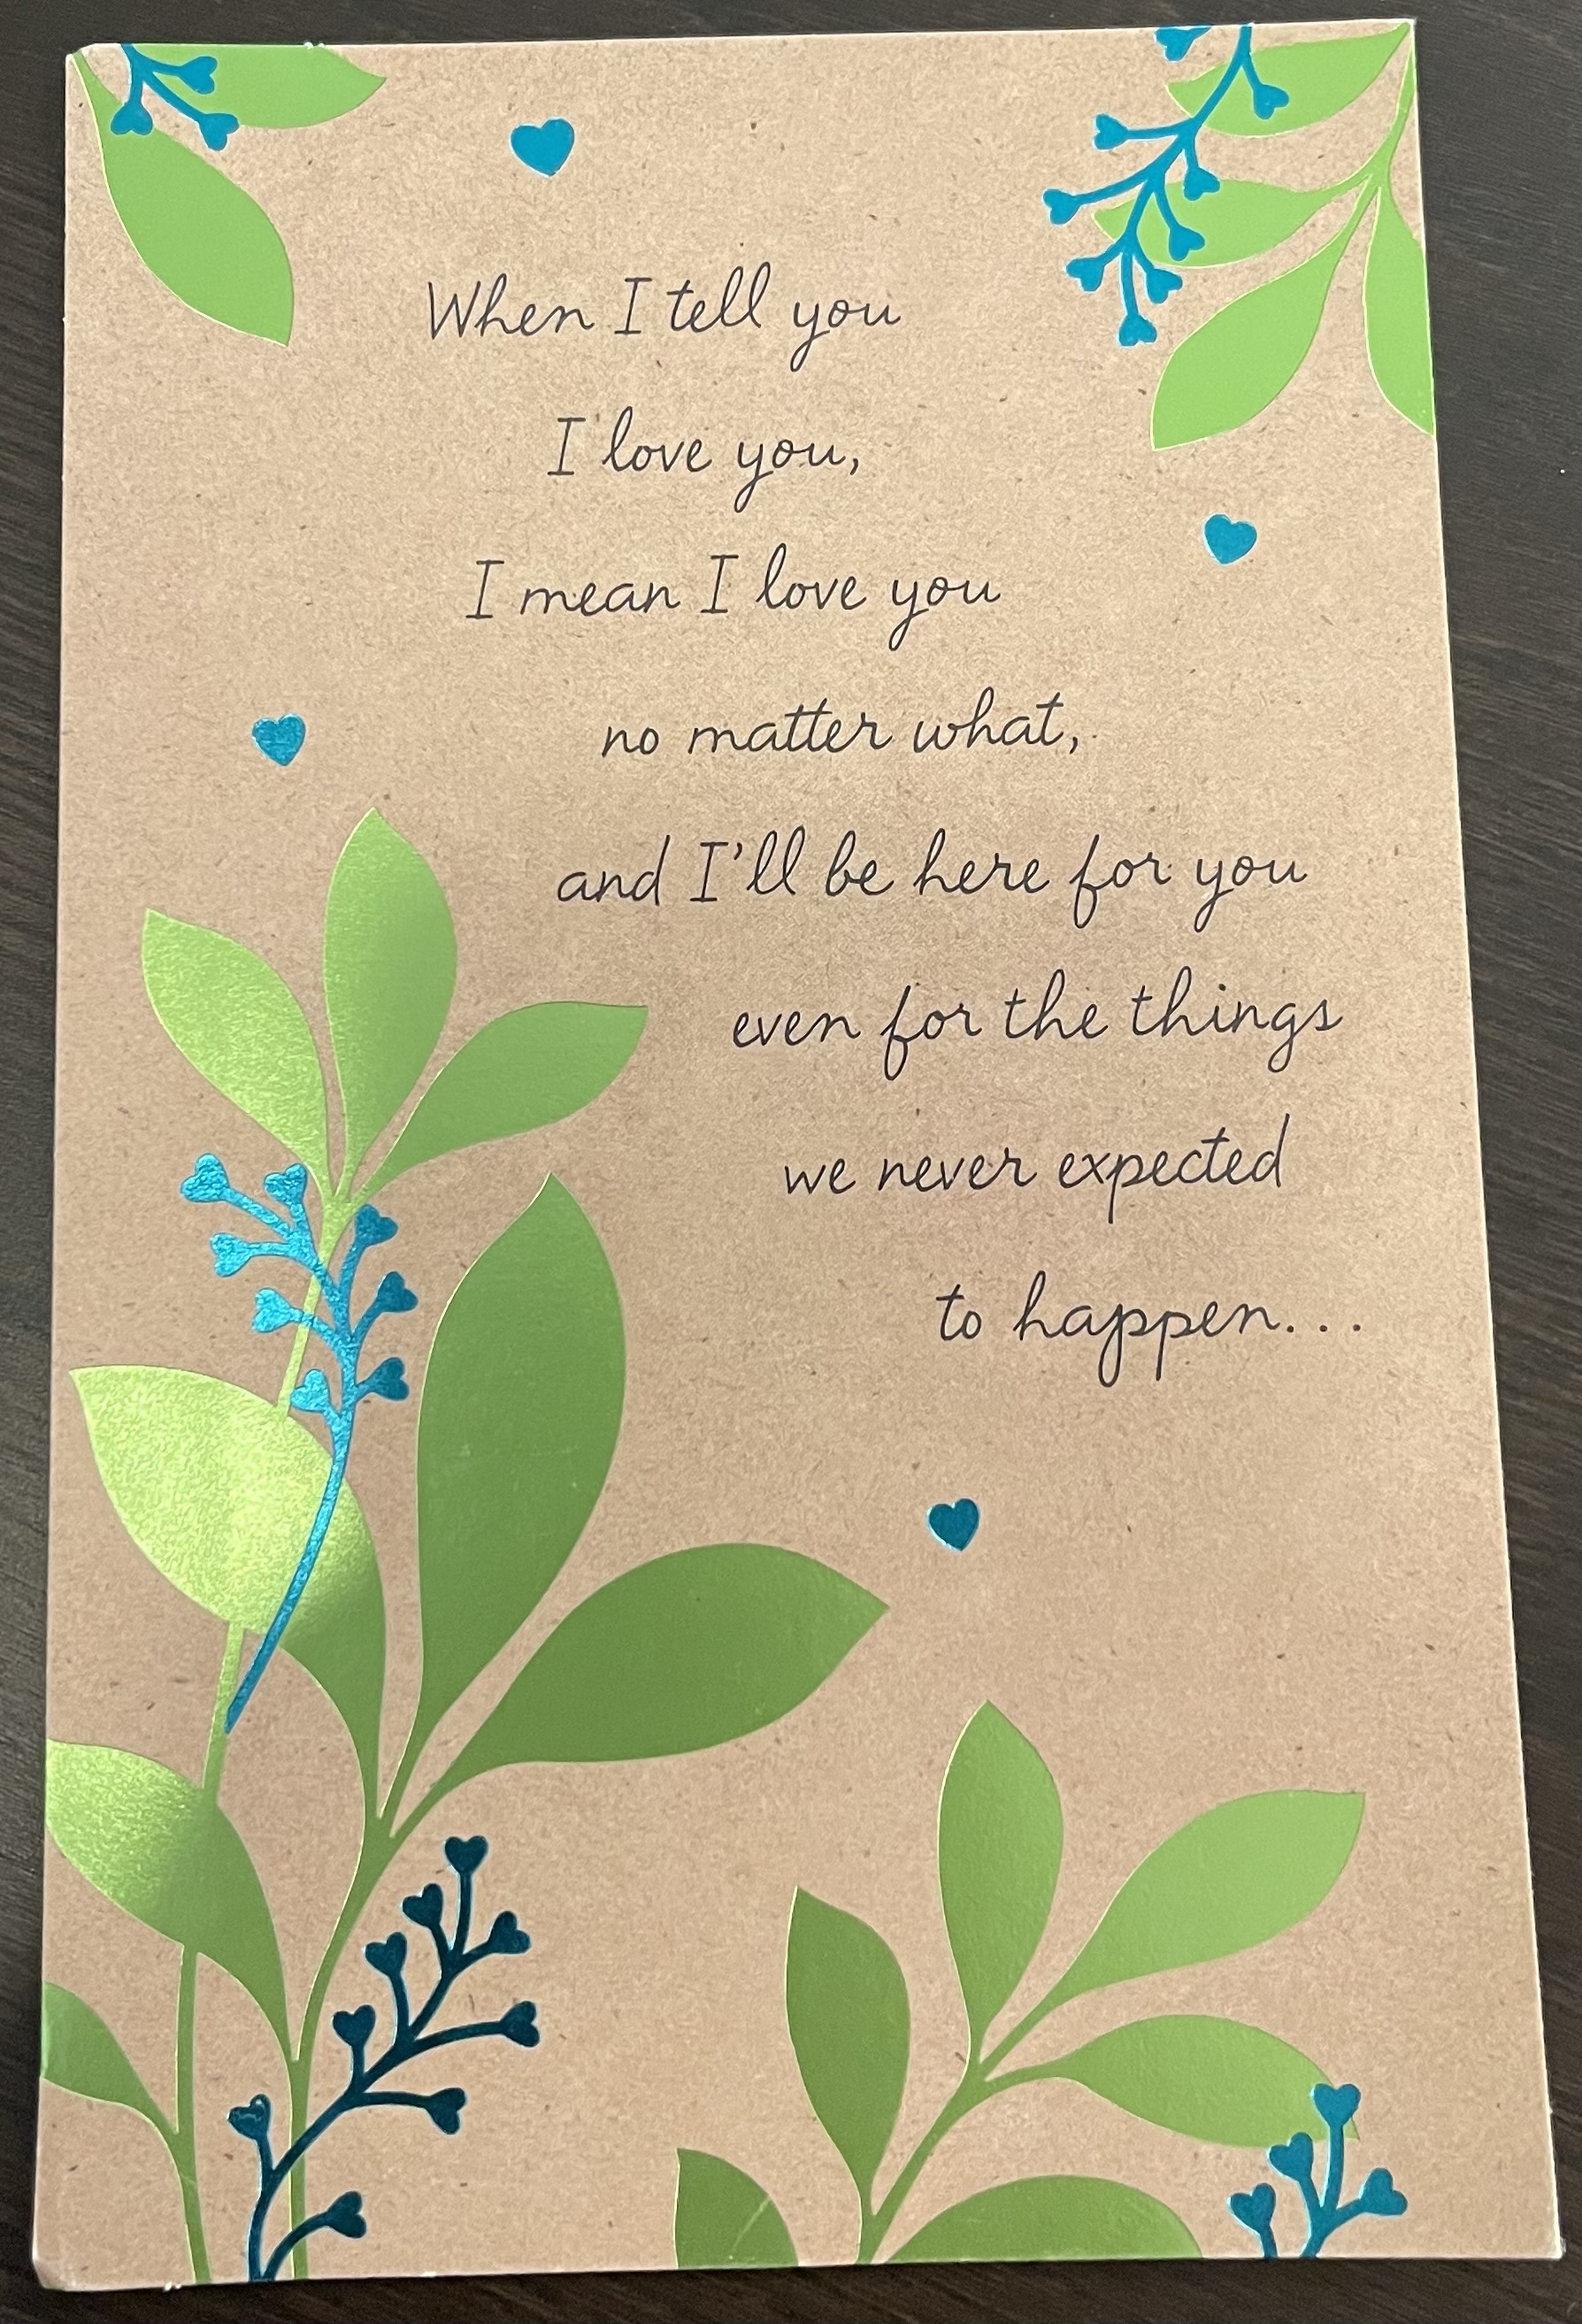 When I tell you
I love you,
I mean I love you
no matter what,
and I'll be here for you
even for the things
we never expected
to happen...